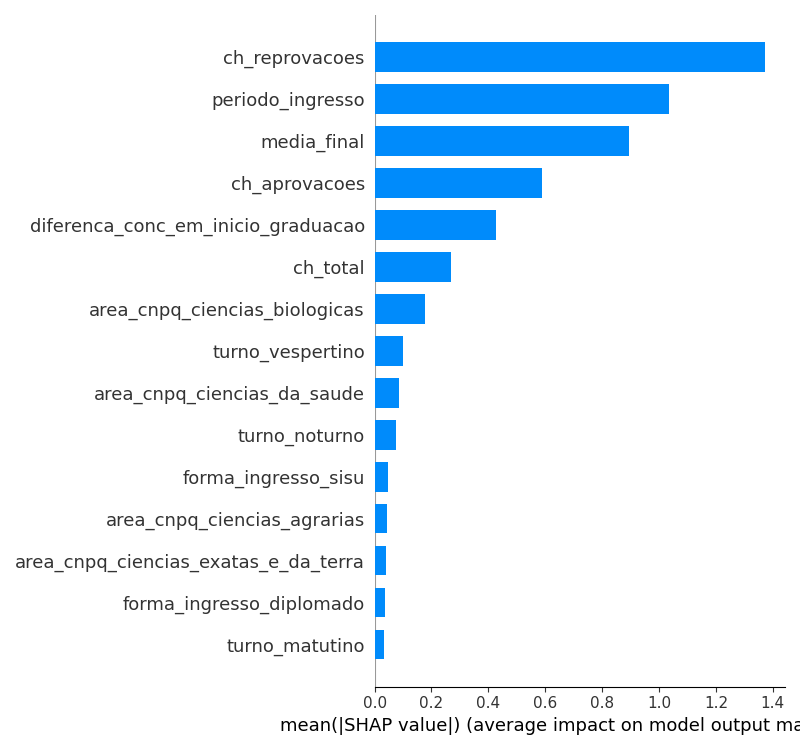 ch_reprovacoes
periodo_ingresso
media_final
ch_aprovacoes
diferenca_conc_em_inicio_graduacao
ch_total
area_cnpq_ciencias_biologicas
turno_vespertino
area_cnpq_ciencias_da_saude
turno_noturno
forma_ingresso_sisu
area_cnpq_ciencias_agrarias
area_cnpq_ciencias_exatas_e_da_terra
forma_ingresso_diplomado
turno_matutino
0.0 0.2 0.4 0.6 0.8 1.0 1.2 1.4
mean(|SHAP value|) (average impact on model output ma